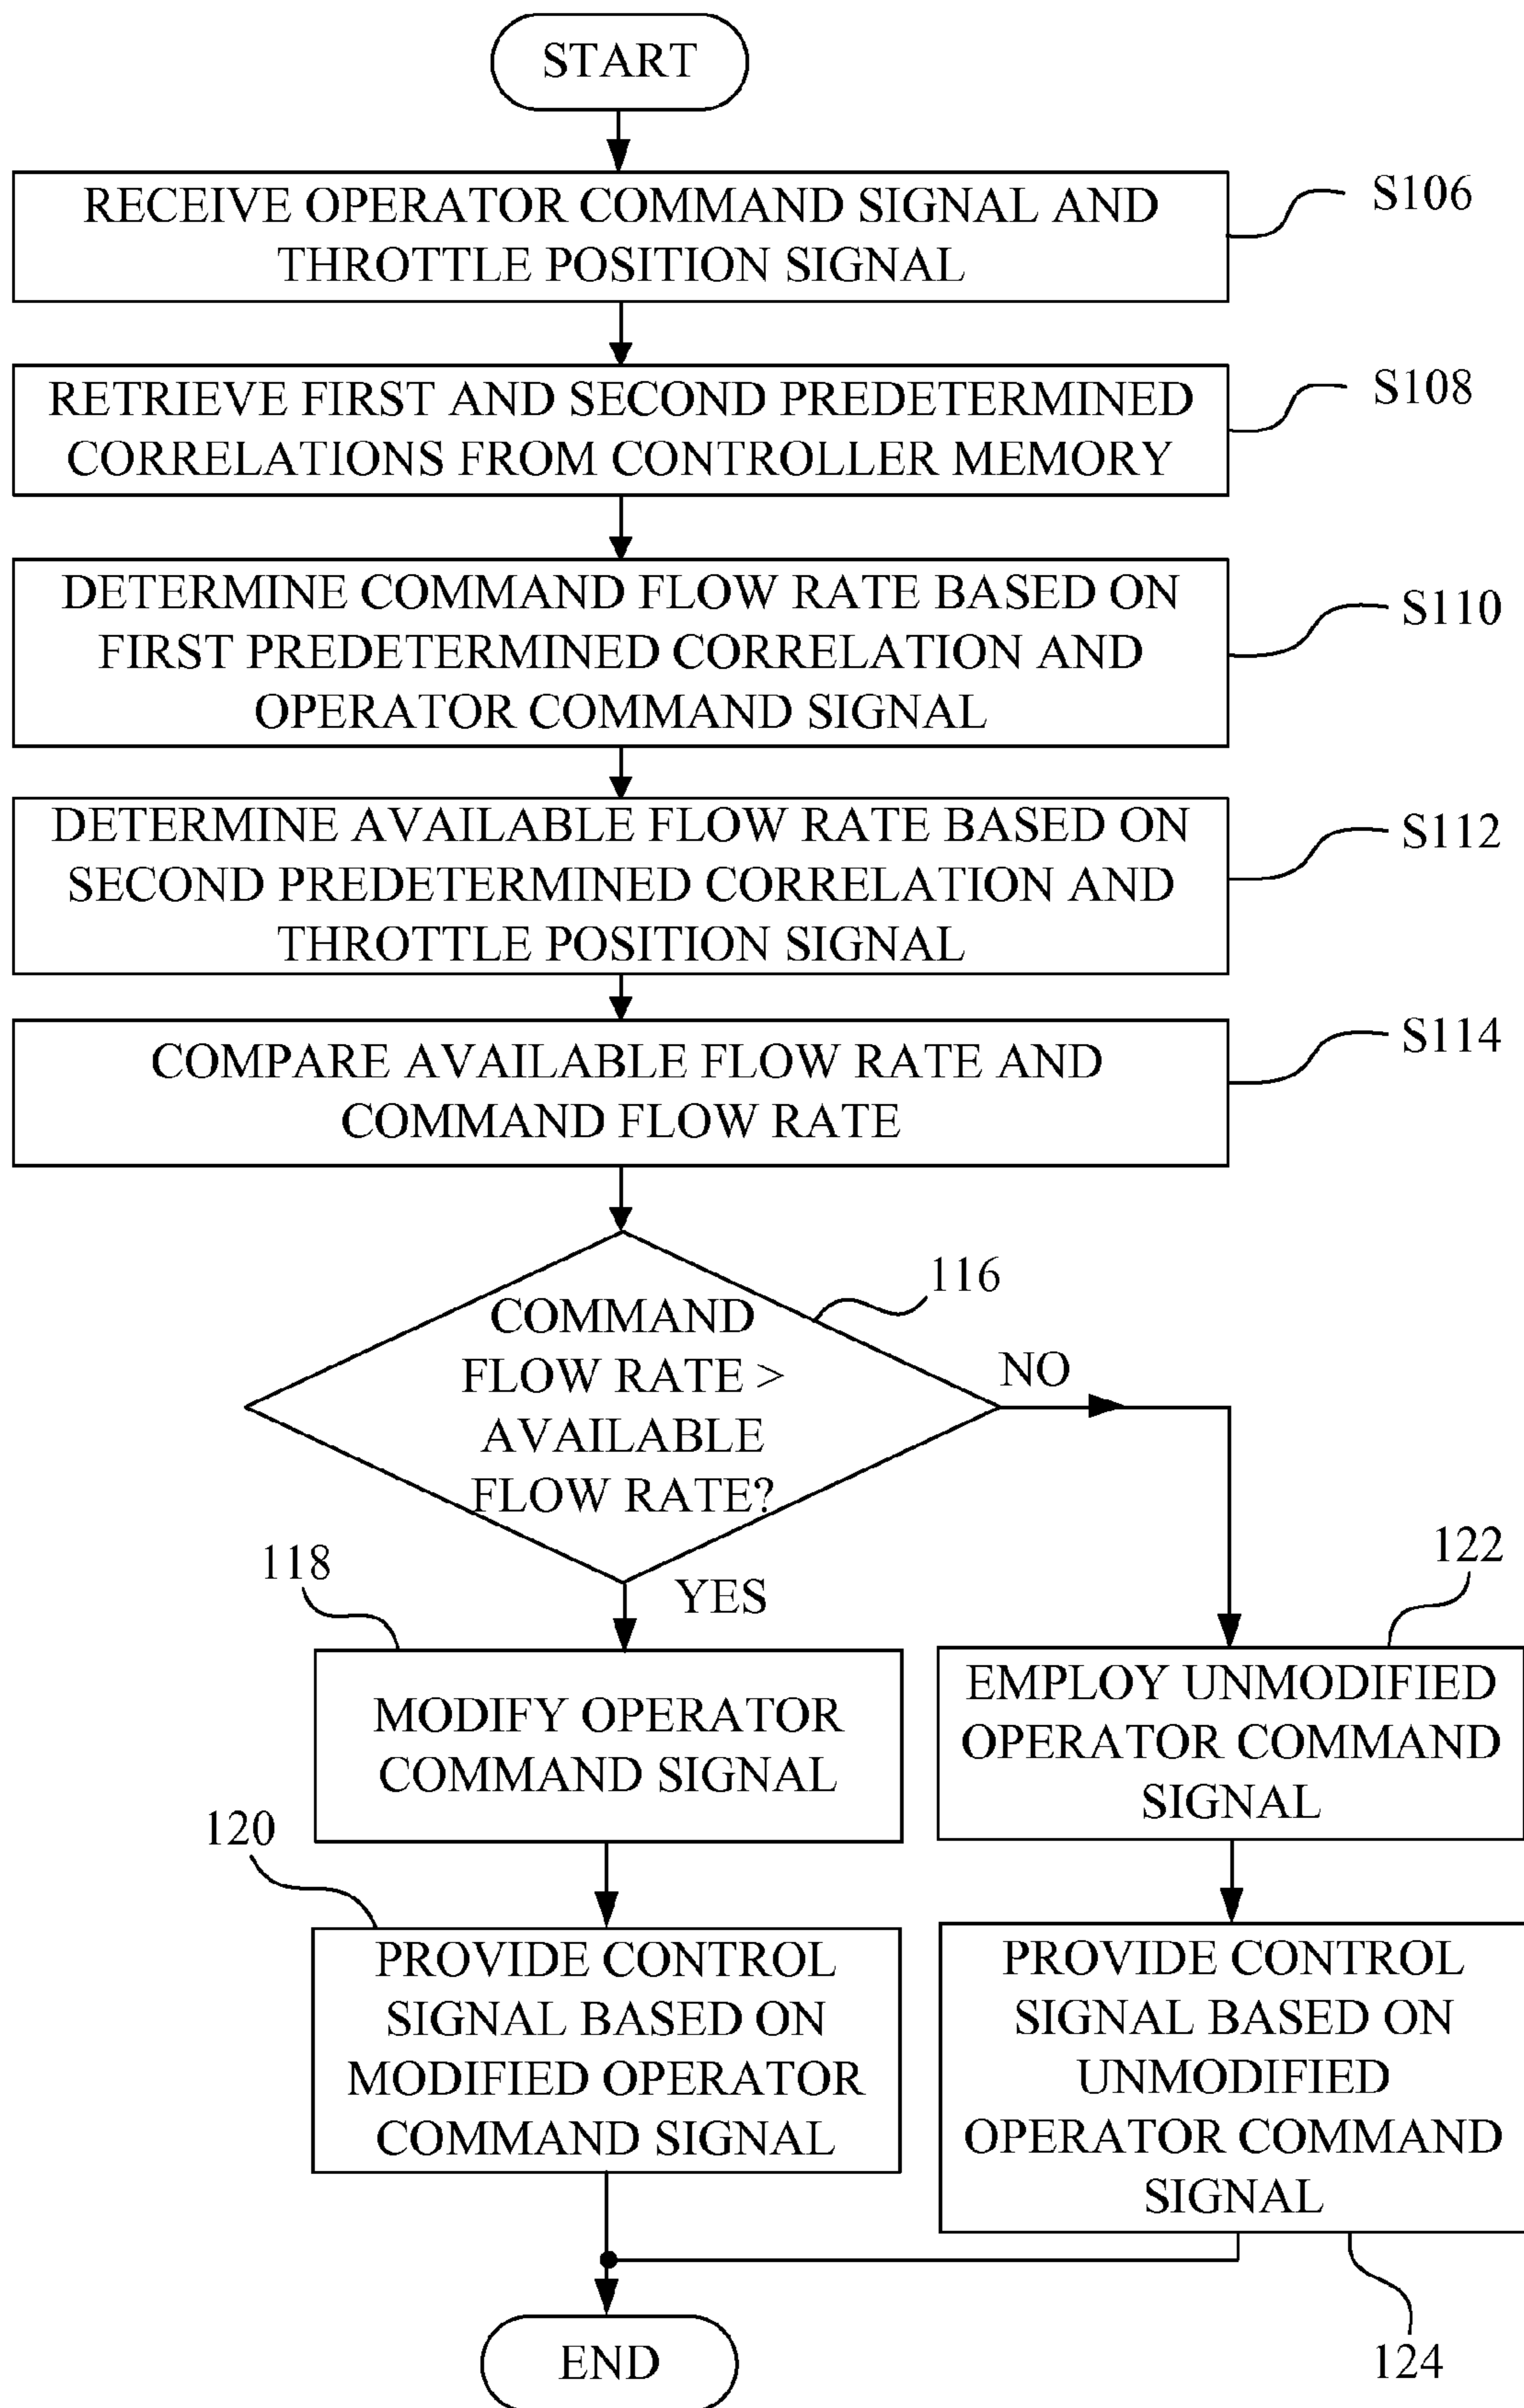 START
RECEIVE OPERATOR COMMAND SIGNAL AND
THROTTLE POSITION SIGNAL
S106
RETRIEVE FIRST AND SECOND PREDETERMINED
CORRELATIONS FROM CONTROLLER MEMORY
S108
DETERMINE COMMAND FLOW RATE BASED ON
FIRST PREDETERMINED CORRELATION AND
OPERATOR COMMAND SIGNAL
S110
DETERMINE AVAILABLE FLOW RATE BASED ON
SECOND PREDETERMINED CORRELATION AND
THROTTLE POSITION SIGNAL
S112
COMPARE AVAILABLE FLOW RATE AND
COMMAND FLOW RATE
S114
116
COMMAND
FLOW RATE >
AVAILABLE
FLOW RATE?
NO
YES
118
MODIFY OPERATOR
COMMAND SIGNAL
122
EMPLOY UNMODIFIED
OPERATOR COMMAND
SIGNAL
120
PROVIDE CONTROL
SIGNAL BASED ON
MODIFIED OPERATOR
COMMAND SIGNAL
PROVIDE CONTROL
SIGNAL BASED ON
UNMODIFIED
OPERATOR COMMAND
SIGNAL
124
END